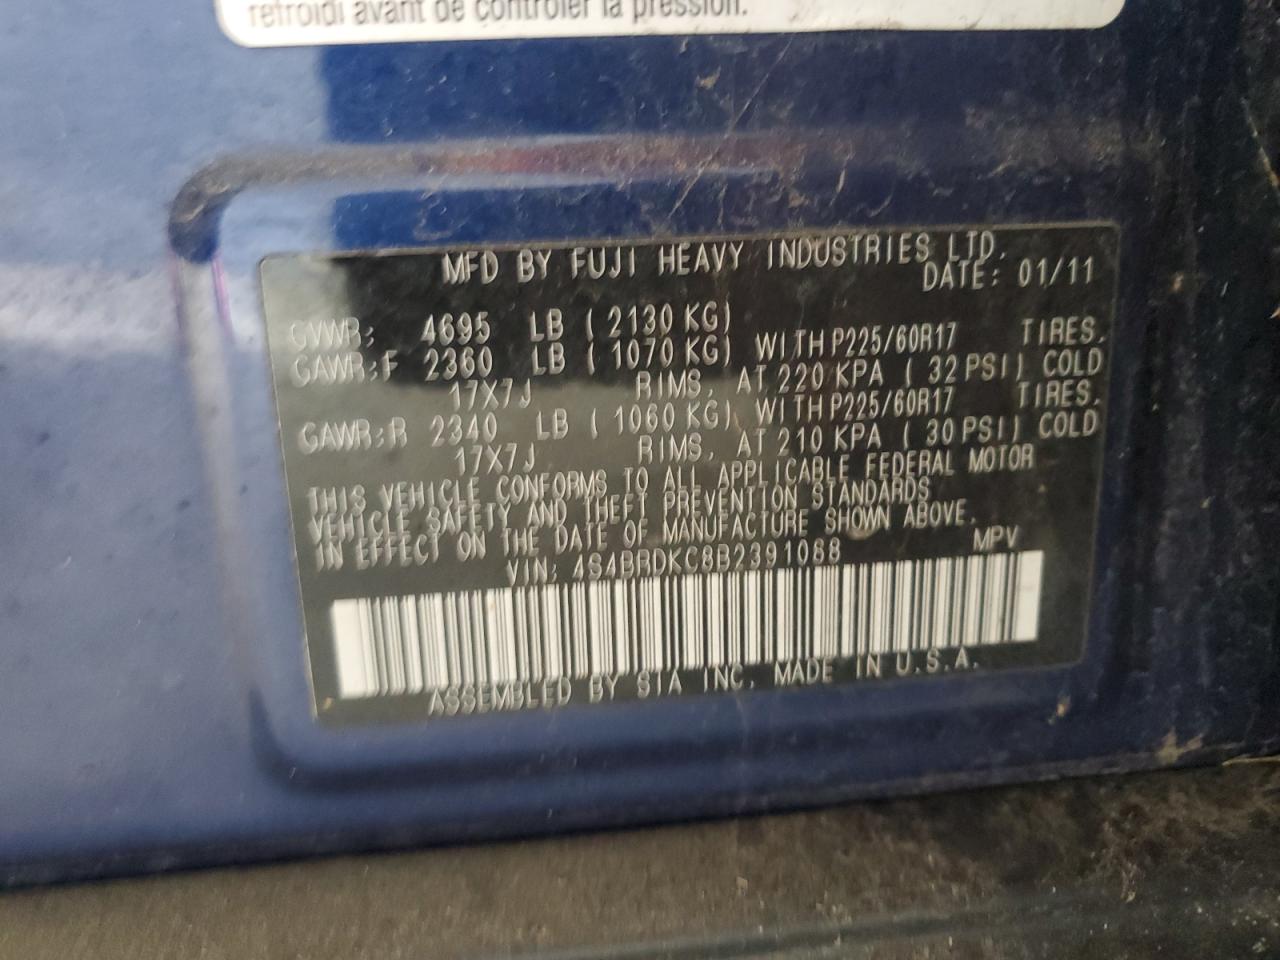 refroidi avant de contrôler la pression.
MFD BY FUJI HEAVY INDUSTRIES LTD.
DATE: 01/11
GVWR: 4695 LB (2130 KG)
GAWR:F 2360 LB (1070 KG) WITH P225/60R17 TIRES.
17X7J RIMS, AT 220 KPA (32 PSI) COLD
GAWR:R 2340 LB (1060 KG) WITH P225/60R17 TIRES.
17X7J RIMS, AT 210 KPA (30 PSI) COLD
THIS VEHICLE CONFORMS TO ALL APPLICABLE FEDERAL MOTOR
VEHICLE SAFETY AND THEFT PREVENTION STANDARDS
IN EFFECT ON THE DATE OF MANUFACTURE SHOWN ABOVE.
VIN: 4S4BRDKC8B2391088 MPV
ASSEMBLED BY SIA INC. MADE IN U.S.A.